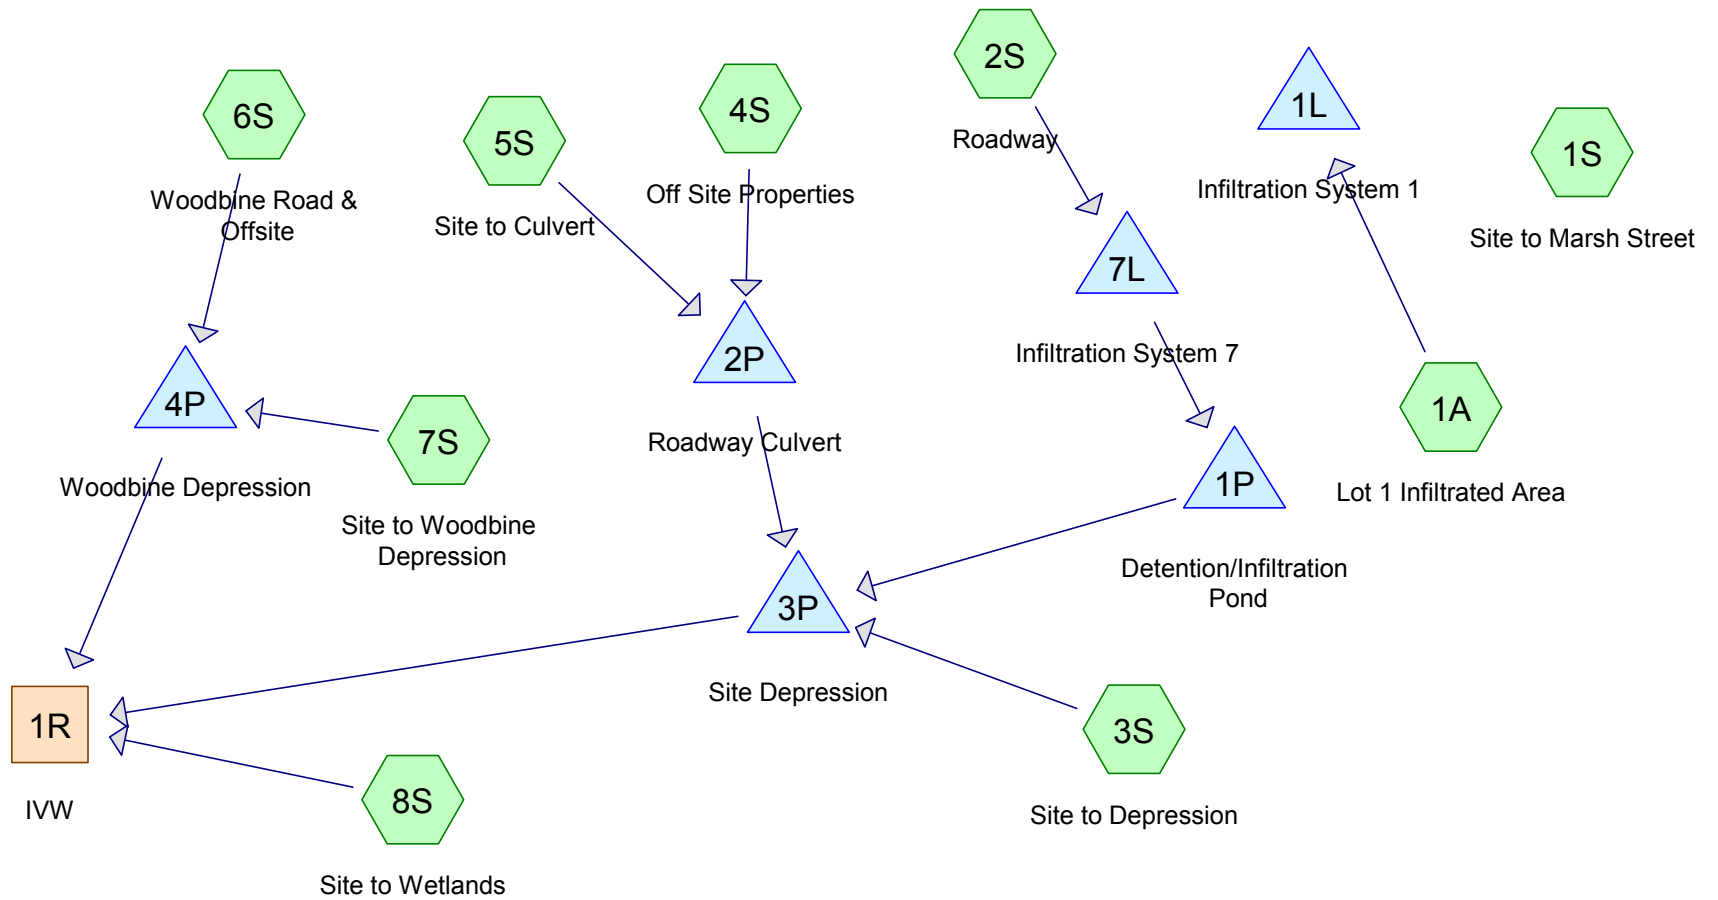 2S
Roadway
1L
Infiltration System 1
1S
Site to Marsh Street
6S
Woodbine Road &
Offsite
5S
Site to Culvert
4S
Off Site Properties
7L
Infiltration System 7
2P
Roadway Culvert
4P
Woodbine Depression
7S
Site to Woodbine
Depression
1A
Lot 1 Infiltrated Area
1P
Detention/Infiltration
Pond
3P
Site Depression
1R
IVW
3S
Site to Depression
8S
Site to Wetlands